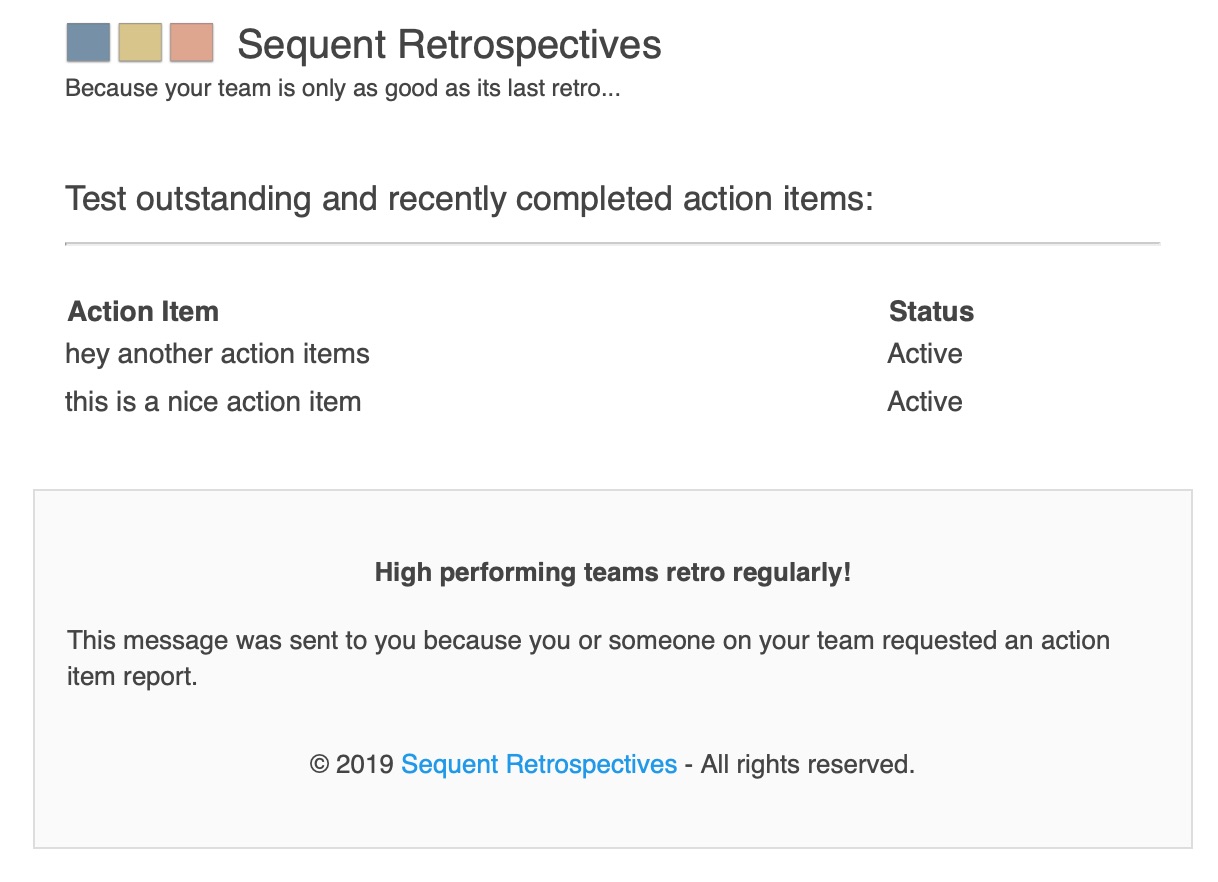 Sequent Retrospectives
Because your team is only as good as its last retro...
Test outstanding and recently completed action items:
Action Item Status
hey another action items Active
this is a nice action item Active
High performing teams retro regularly!
This message was sent to you because you or someone on your team requested an action
item report.
© 2019 Sequent Retrospectives - All rights reserved.